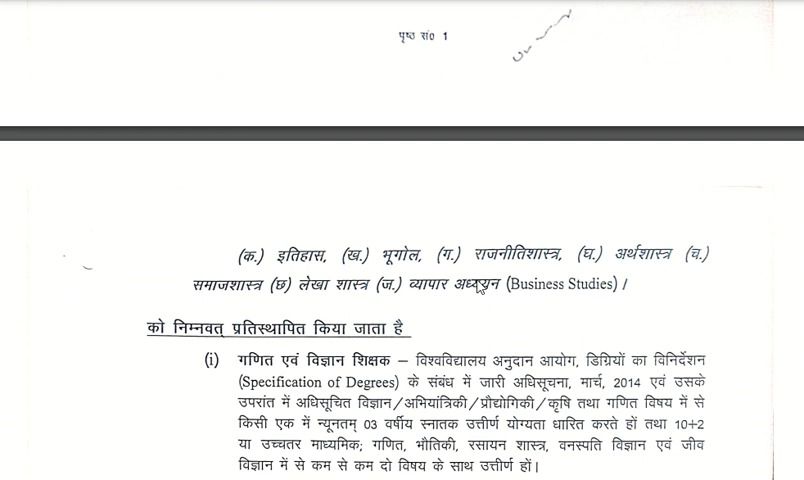 पृष्ठ सं० 1
(क.) इतिहास, (ख.) भूगोल, (ग.) राजनीतिशास्त्र, (घ.) अर्थशास्त्र (च.)
समाजशास्त्र (छ) लेखा शास्त्र (ज.) व्यापार अध्ययन (Business Studies) /
को निम्नवत् प्रतिस्थापित किया जाता है
(i) गणित एवं विज्ञान शिक्षक – विश्वविद्यालय अनुदान आयोग, डिग्रियों का विनिर्देशन
(Specification of Degrees) के संबंध में जारी अधिसूचना, मार्च, 2014 एवं उसके
उपरांत में अधिसूचित विज्ञान/अभियांत्रिकी/प्रौद्योगिकी/कृषि तथा गणित विषय में से
किसी एक में न्यूनतम् 03 वर्षीय स्नातक उत्तीर्ण योग्यता धारित करते हों तथा 10+2
या उच्चतर माध्यमिक; गणित, भौतिकी, रसायन शास्त्र, वनस्पति विज्ञान एवं जीव
विज्ञान में से कम से कम दो विषय के साथ उत्तीर्ण हों।